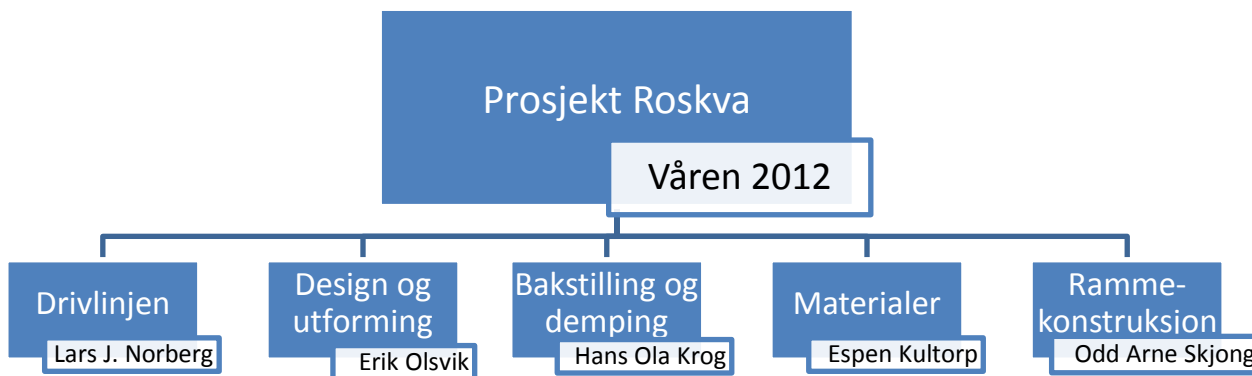 Prosjekt Roskva
Våren 2012
Drivlinjen
Lars J. Norberg
Design og
utforming
Erik Olsvik
Bakstilling og
demping
Hans Ola Krog
Materialer
Espen Kultorp
Ramme-
konstruksjon
Odd Arne Skjong